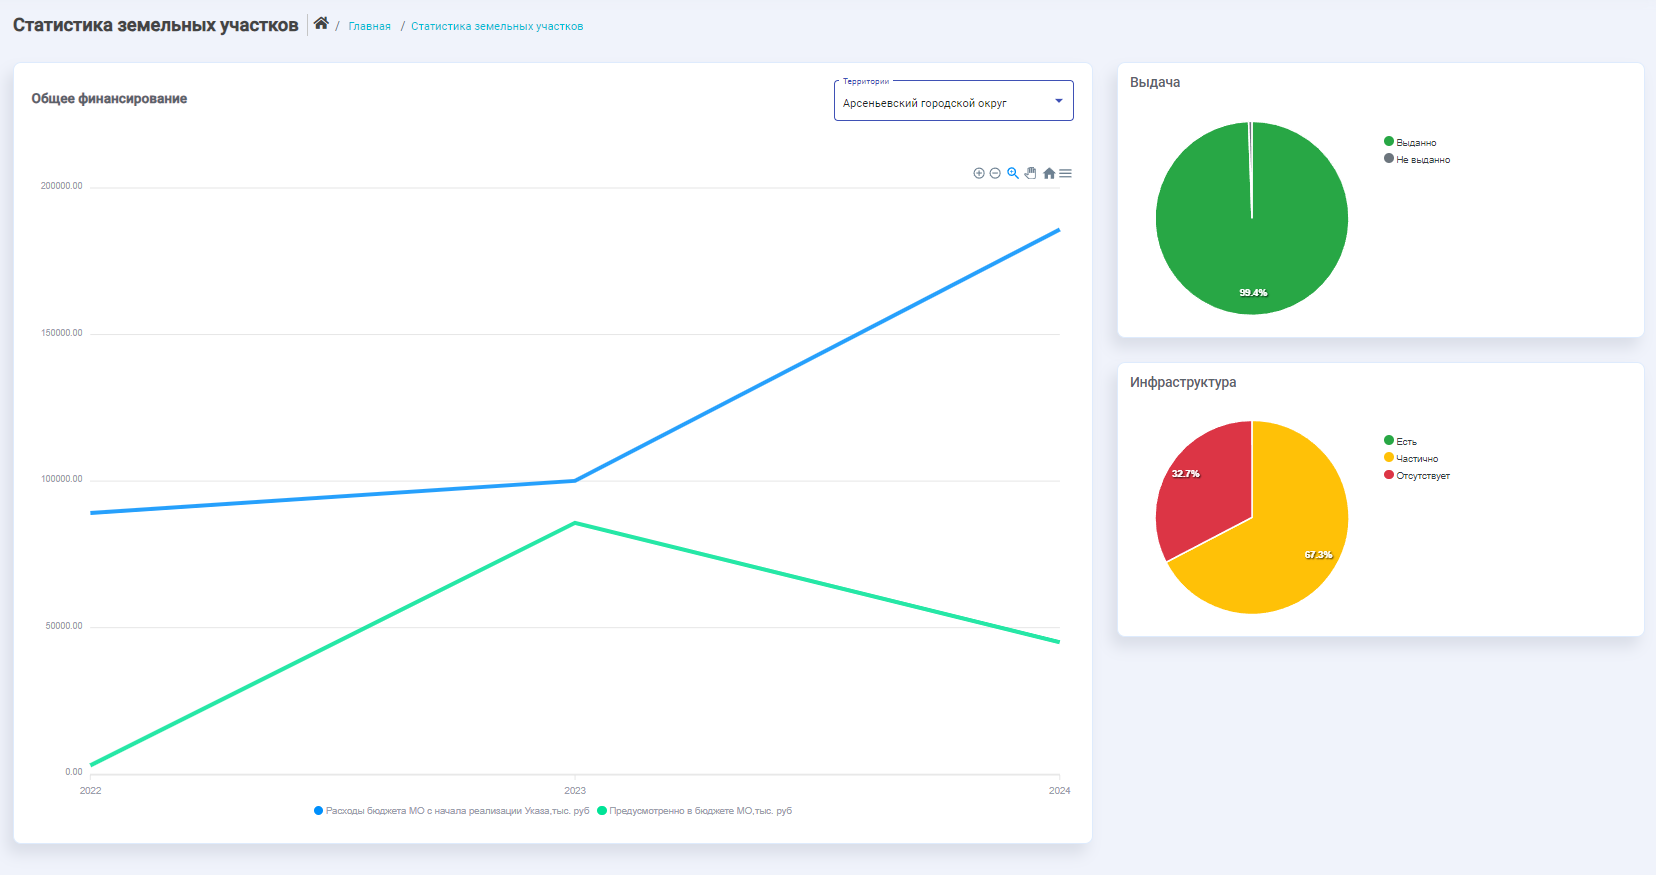 Статистика земельных участков / Главная / Статистика земельных участков
Общее финансирование
Территории
Арсеньевский городской округ
200000.00
150000.00
100000.00
50000.00
0.00
2022 2023 2024
Расходы бюджета МО с начала реализации Указа,тыс. руб Предусмотренно в бюджете МО,тыс. руб
Выдача
Выданно
Не выданно
99.4%
Инфраструктура
Есть
Частично
Отсутствует
32.7%
67.3%